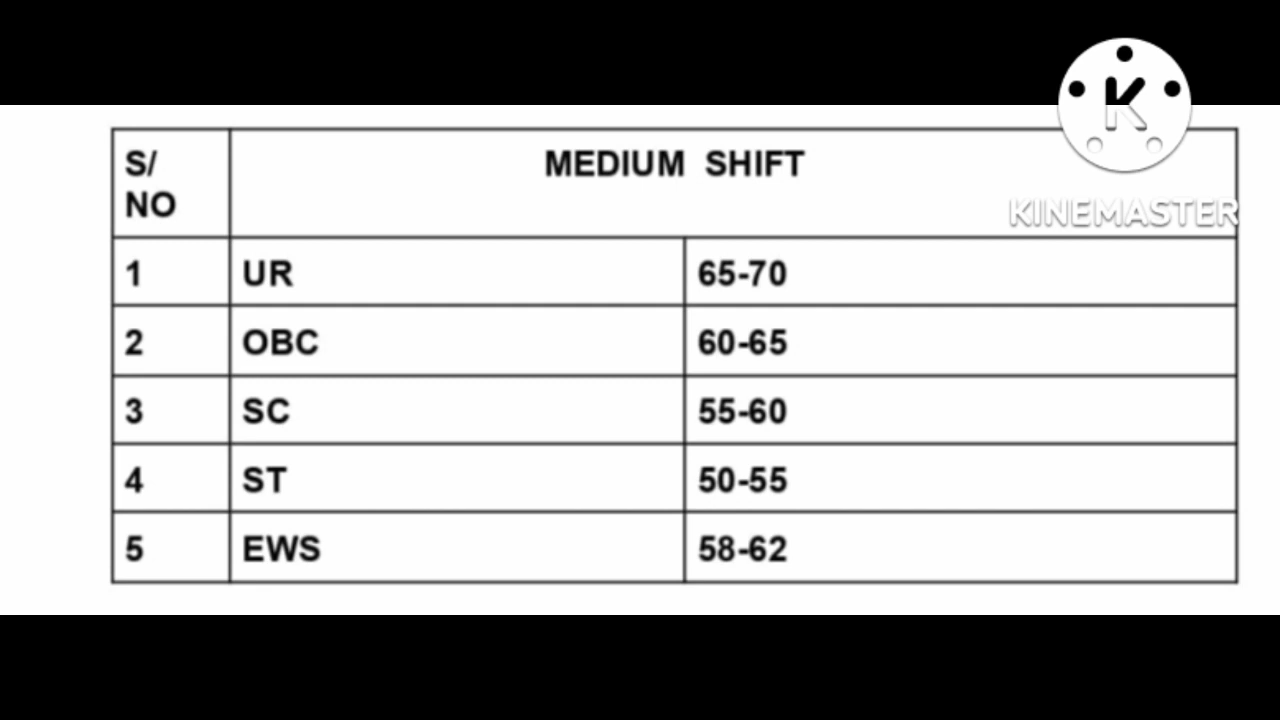 S/
NO
MEDIUM SHIFT
K
KINEMASTER
1 UR 65-70
2 OBC 60-65
3 SC 55-60
4 ST 50-55
5 EWS 58-62